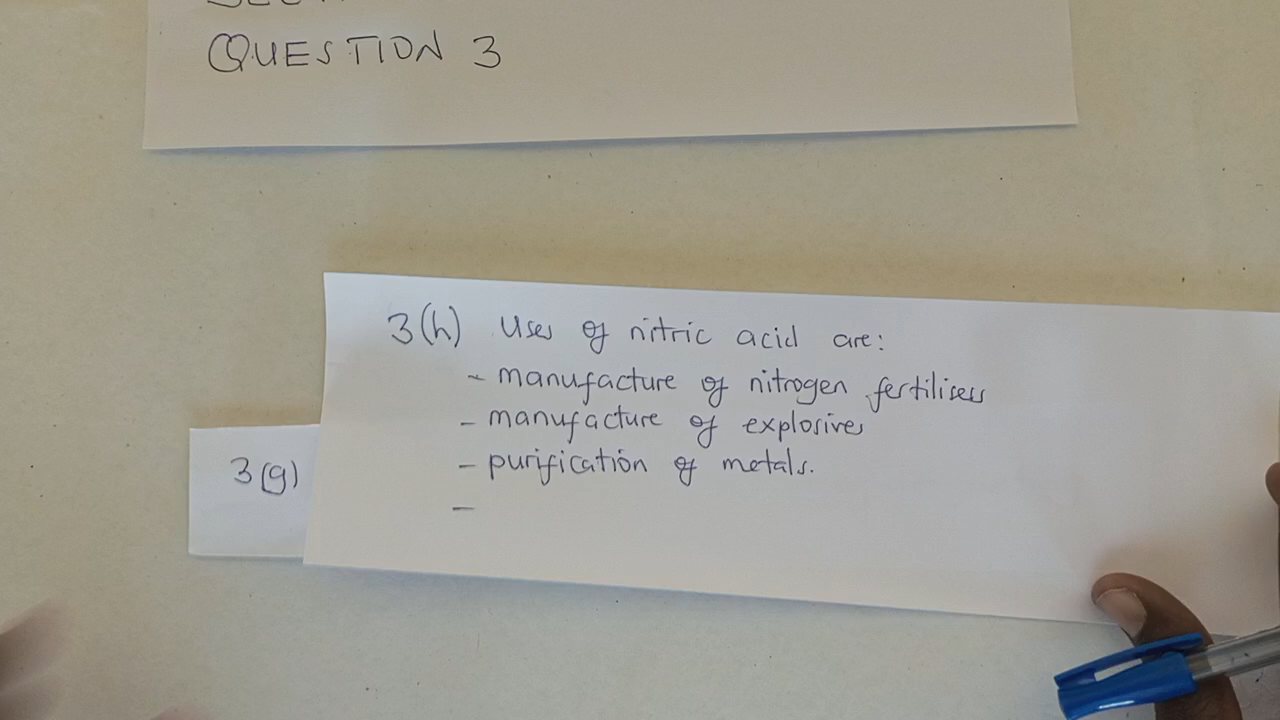 QUESTION 3
3(h) Uses of nitric acid are:
- manufacture of nitrogen fertilisers
- manufacture of explosives
- purification of metals.
-
3(g)